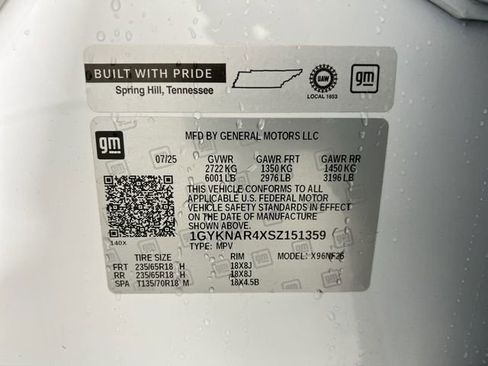 BUILT WITH PRIDE
Spring Hill, Tennessee
UAW
LOCAL 1853
gm
gm
MFD BY GENERAL MOTORS LLC
07/25 GVWR GAWR FRT GAWR RR
2722 KG 1350 KG 1450 KG
6001 LB 2976 LB 3196 LB
THIS VEHICLE CONFORMS TO ALL
APPLICABLE U.S. FEDERAL MOTOR
VEHICLE SAFETY STANDARDS IN
EFFECT ON THE DATE OF MANUFACTURE
SHOWN ABOVE.
1GYKNAR4XSZ151359
140X
TYPE: MPV MODEL: X96NF26
TIRE SIZE RIM
FRT 235/65R18 H 18X8J
RR 235/65R18 H 18X8J
SPA T135/70R18 M 18X4.5B